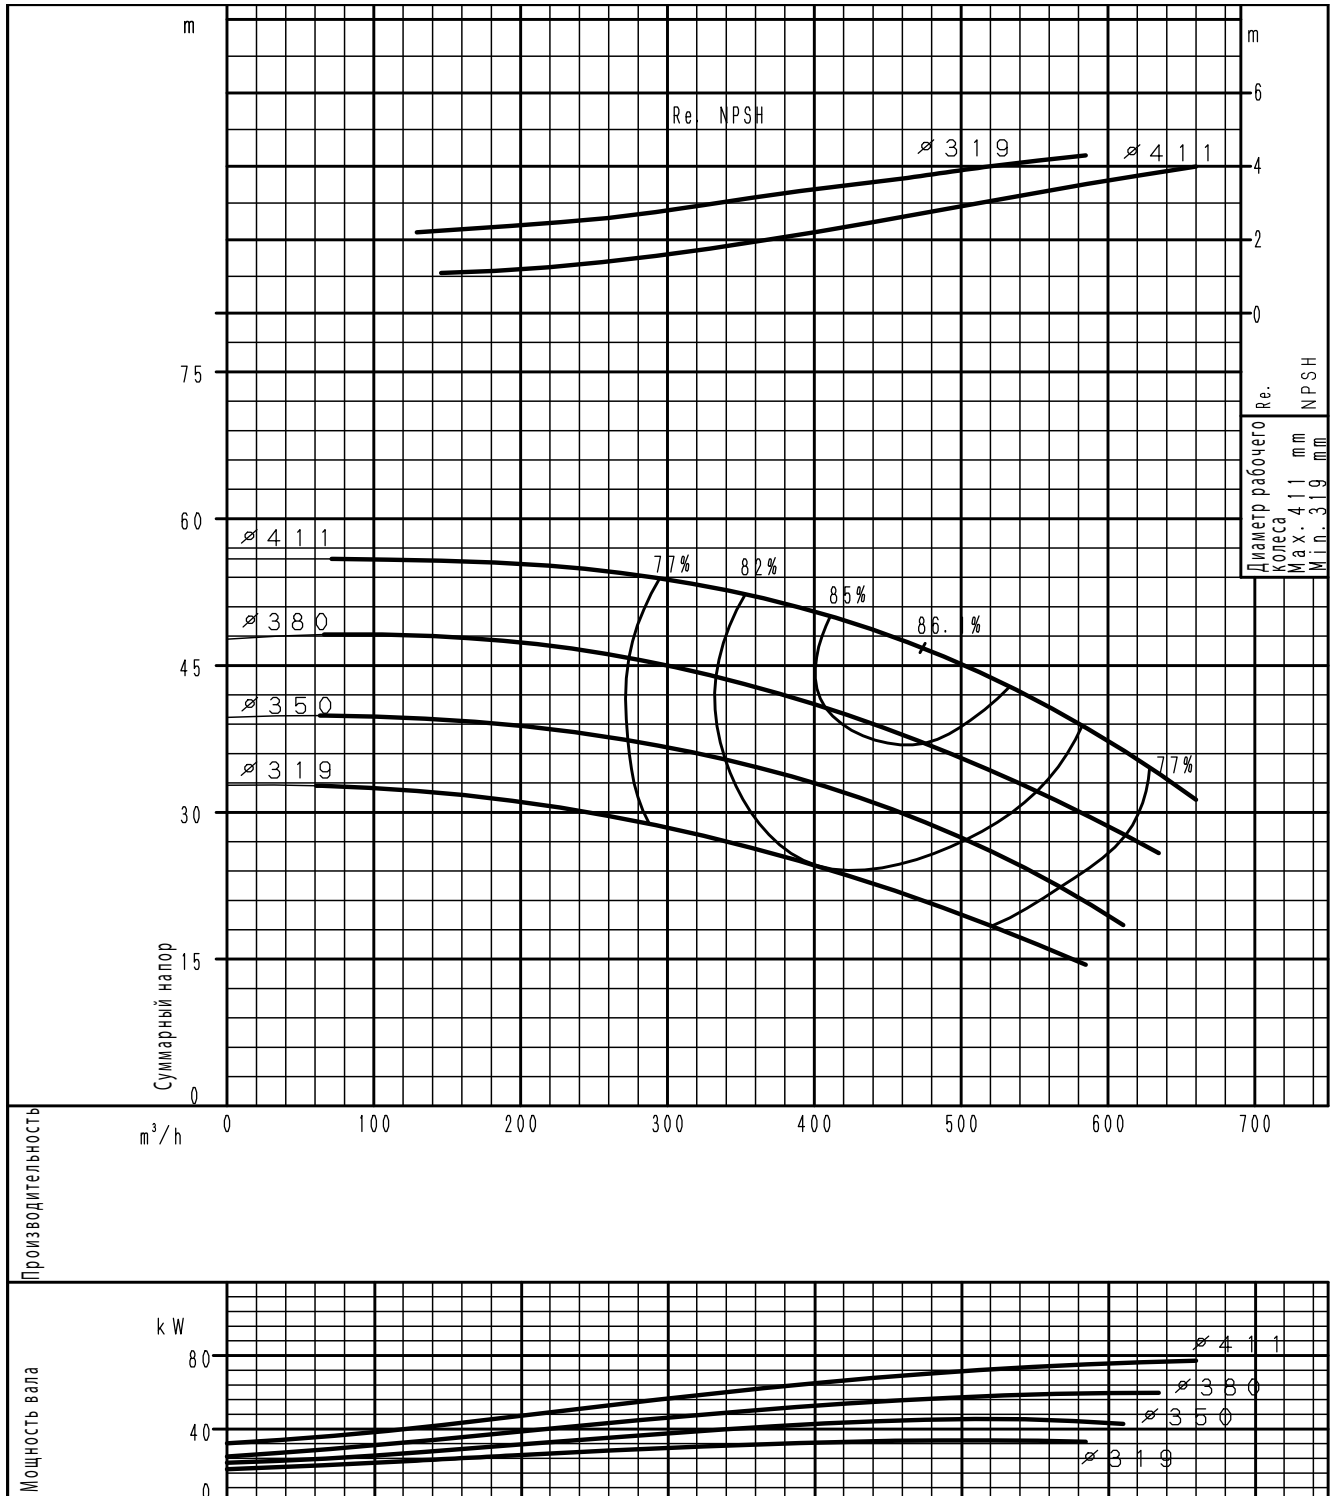 m
m
6
Re. NPSH
ø319
ø411
4
2
0
75
Re. NPSH
Диаметр рабочего
колеса
Max. 411 mm
Min. 319 mm
60
ø411
77%
82%
85%
ø380
86.1%
45
ø350
ø319
77%
30
15
Суммарный напор
0
m³/h
0 100 200 300 400 500 600 700
Производительность
kW
ø411
80
ø380
ø350
40
ø319
Мощность вала
0